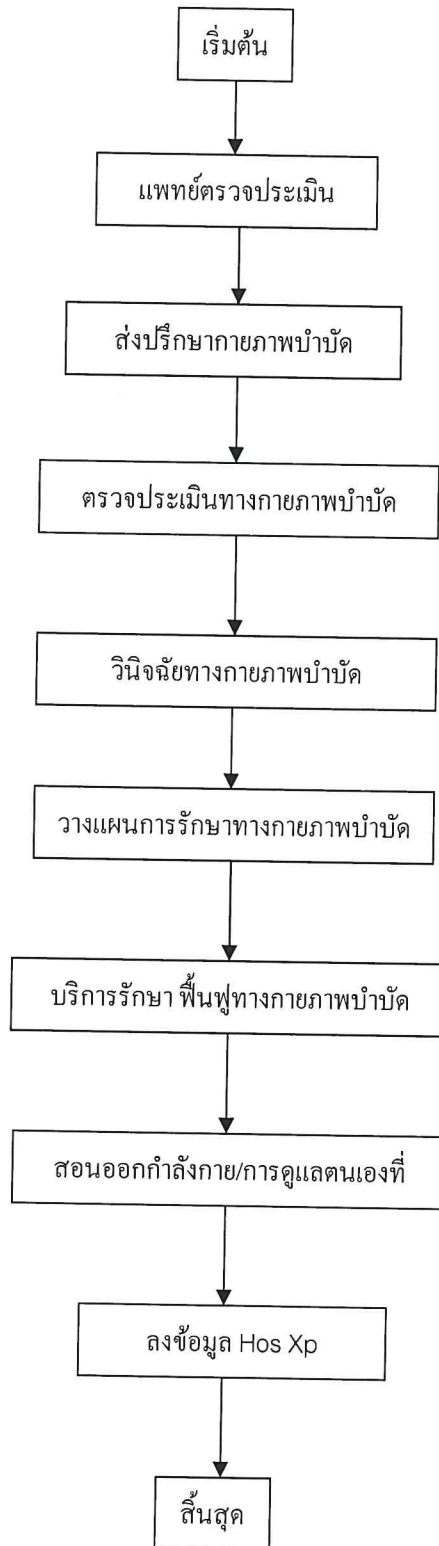 เริ่มต้น
แพทย์ตรวจประเมิน
ส่งปรึกษากายภาพบำบัด
ตรวจประเมินทางกายภาพบำบัด
วินิจฉัยทางกายภาพบำบัด
วางแผนการรักษาทางกายภาพบำบัด
บริการรักษา ฟื้นฟูทางกายภาพบำบัด
สอนออกกำลังกาย/การดูแลตนเองที่
ลงข้อมูล Hos Xp
สิ้นสุด